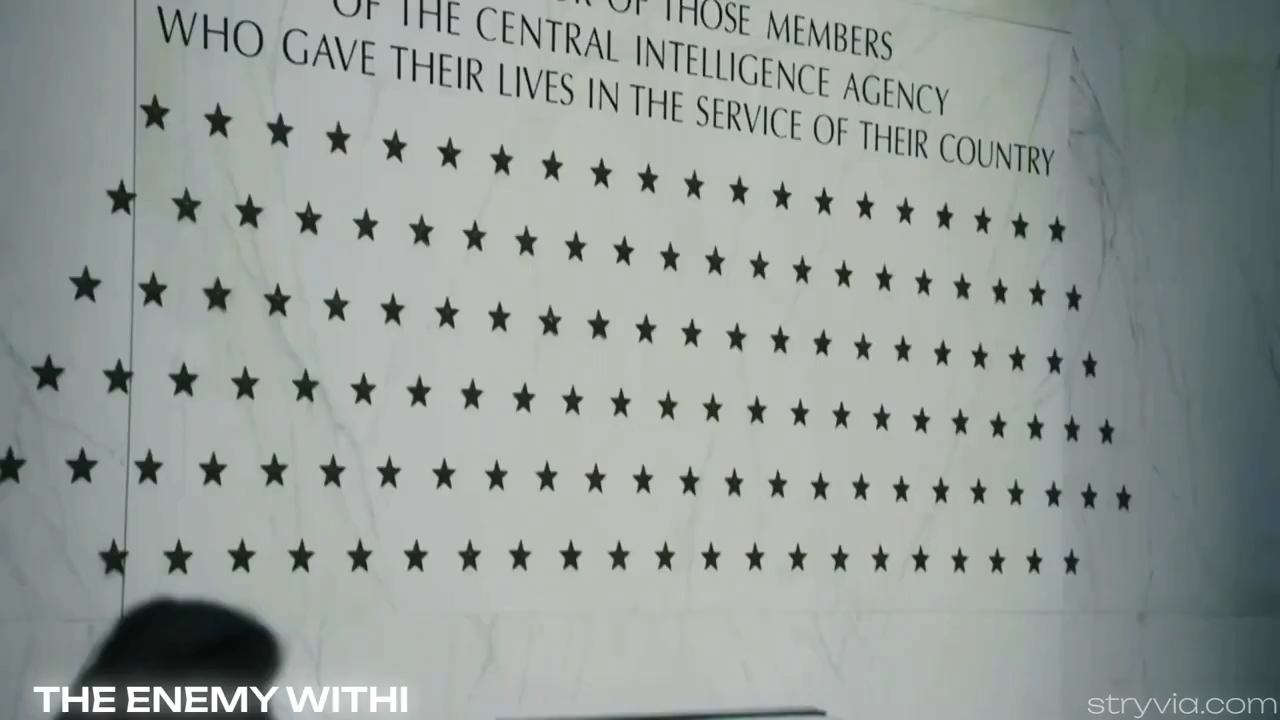 OF THOSE MEMBERS
OF THE CENTRAL INTELLIGENCE AGENCY
WHO GAVE THEIR LIVES IN THE SERVICE OF THEIR COUNTRY
THE ENEMY WITHI
stryvia.com